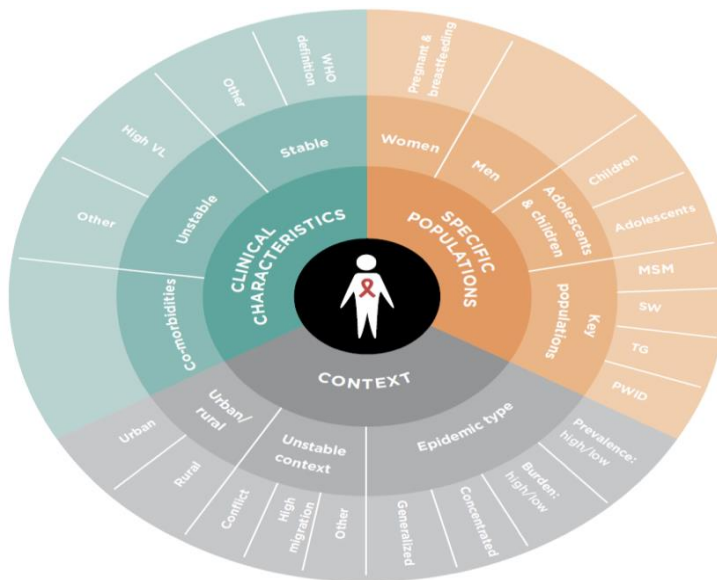 CLINICAL
CHARACTERISTICS
Stable
WHO
definition
Other
Unstable
High VL
Other
Co-morbidities
SPECIFIC
POPULATIONS
Women
Pregnant &
breastfeeding
Men
Adolescents
& children
Children
Adolescents
Key
populations
MSM
SW
TG
PWID
CONTEXT
Urban/
rural
Urban
Rural
Unstable
context
Conflict
High
migration
Other
Epidemic type
Generalized
Concentrated
Burden:
high/low
Prevalence:
high/low